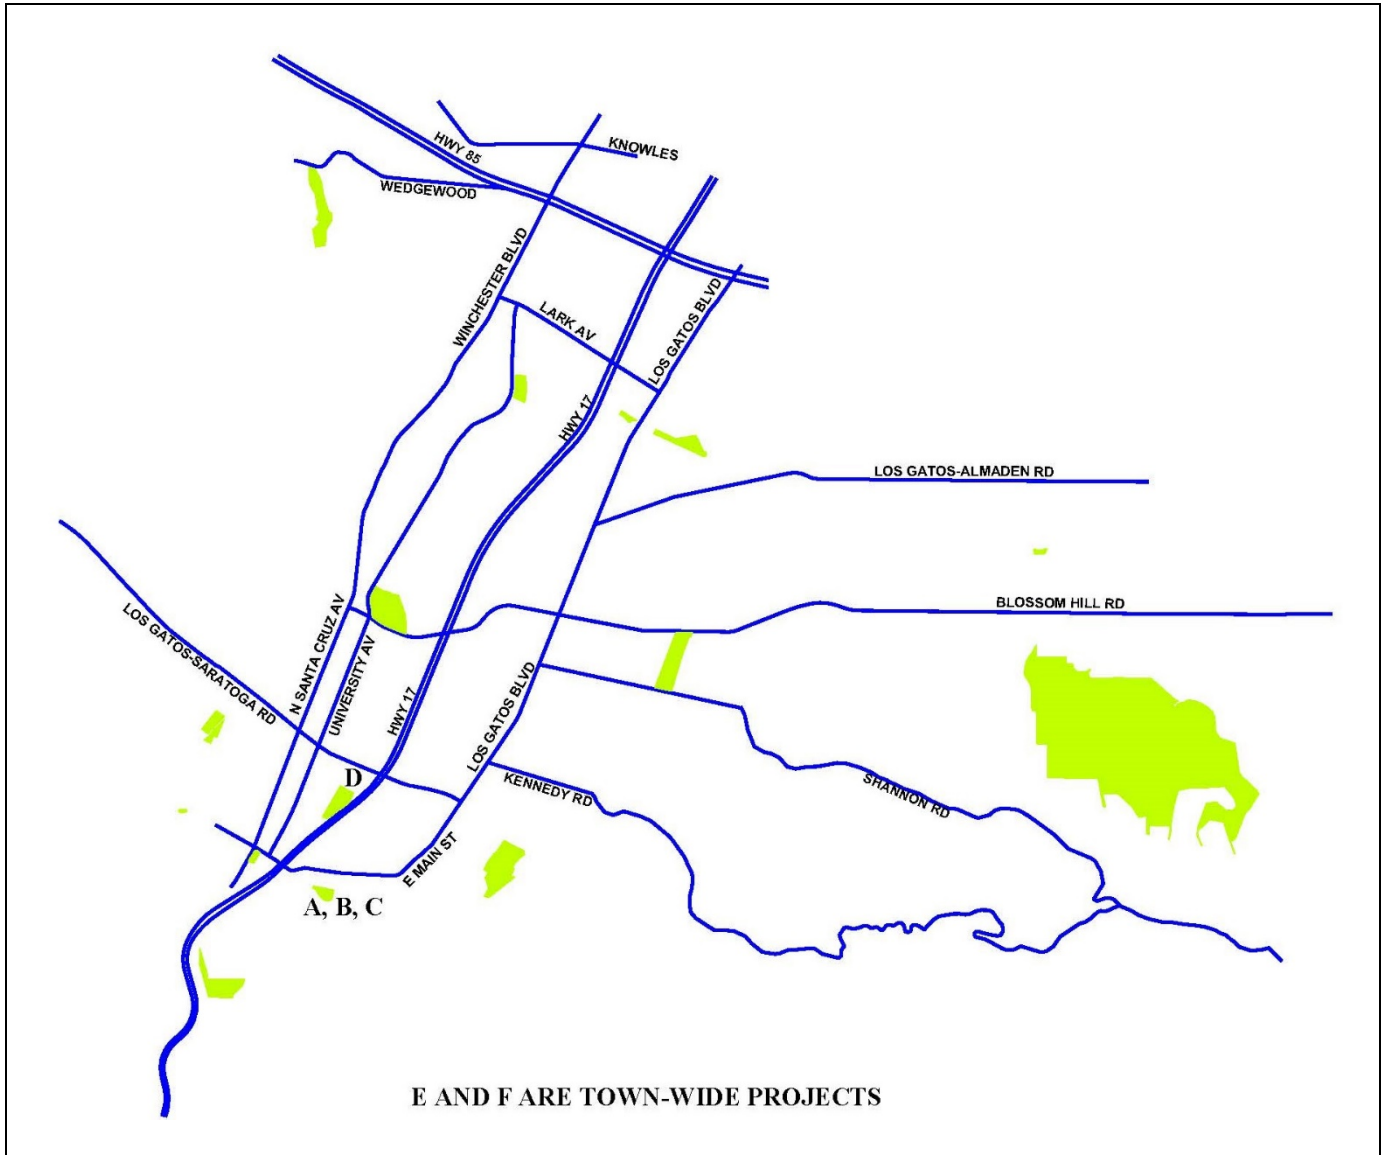 KNOWLES
HWY 85
WEDGEWOOD
WINCHESTER BLVD
LARK AV
LOS GATOS BLVD
HWY 17
LOS GATOS-ALMADEN RD
BLOSSOM HILL RD
LOS GATOS-SARATOGA RD
N SANTA CRUZ AV
UNIVERSITY AV
HWY 17
LOS GATOS BLVD
D
KENNEDY RD
SHANNON RD
E MAIN ST
A, B, C
E AND F ARE TOWN-WIDE PROJECTS